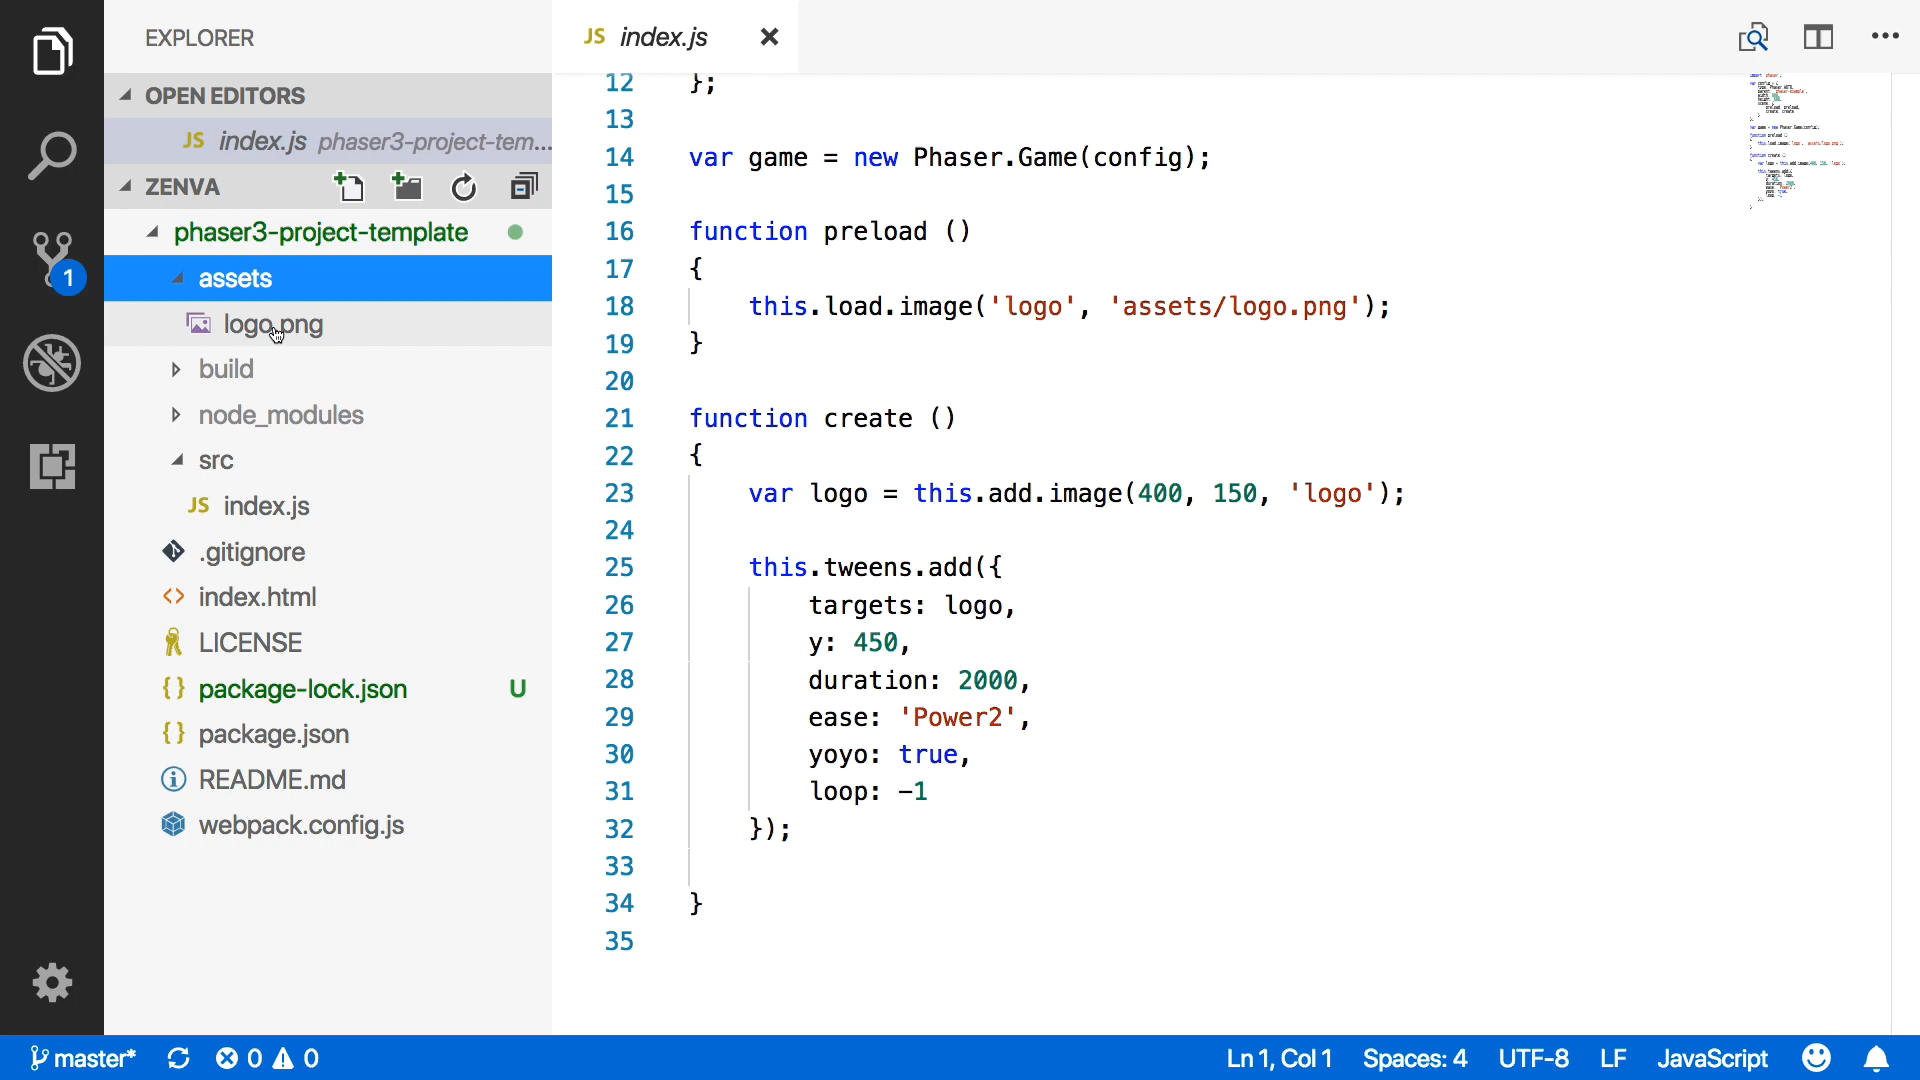 EXPLORER
OPEN EDITORS
JS index.js phaser3-project-tem...
ZENVA
phaser3-project-template
assets
logo.png
build
node_modules
src
JS index.js
.gitignore
<> index.html
LICENSE
{} package-lock.json U
{} package.json
README.md
webpack.config.js
1
JS index.js
12 };
13
14 var game = new Phaser.Game(config);
15
16 function preload ()
17 {
18 this.load.image('logo', 'assets/logo.png');
19 }
20
21 function create ()
22 {
23 var logo = this.add.image(400, 150, 'logo');
24
25 this.tweens.add({
26 targets: logo,
27 y: 450,
28 duration: 2000,
29 ease: 'Power2',
30 yoyo: true,
31 loop: -1
32 });
33
34 }
35
master* 0 0 Ln 1, Col 1 Spaces: 4 UTF-8 LF JavaScript